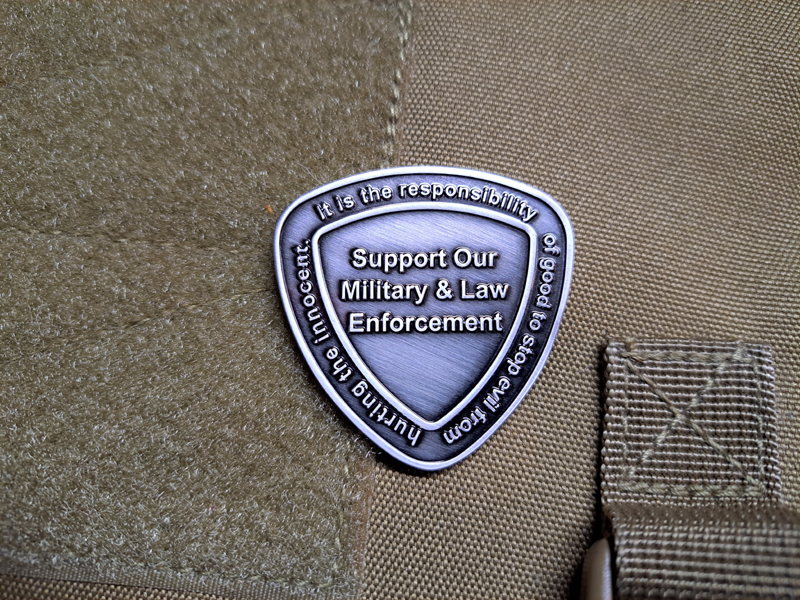 it is the responsibility
of good to stop evil from
hurting the innocent.
Support Our
Military & Law
Enforcement